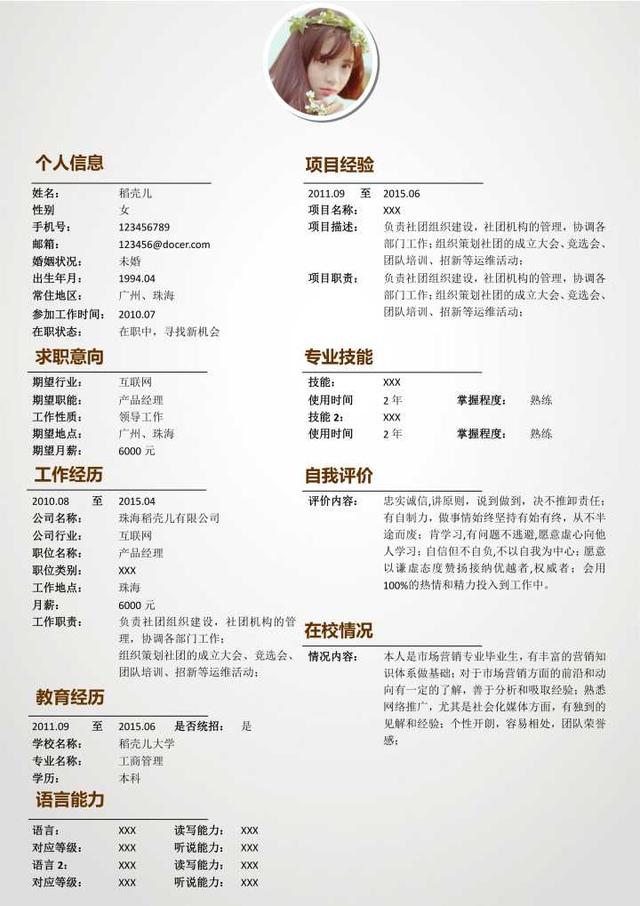 个人信息
姓名： 稻壳儿
性别 女
手机号： 123456789
邮箱： 123456@docer.com
婚姻状况： 未婚
出生年月： 1994.04
常住地区： 广州、珠海
参加工作时间： 2010.07
在职状态： 在职中，寻找新机会
求职意向
期望行业： 互联网
期望职能： 产品经理
工作性质： 领导工作
期望地点： 广州、珠海
期望月薪： 6000 元
工作经历
2010.08 至 2015.04
公司名称： 珠海稻壳儿有限公司
公司行业： 互联网
职位名称： 产品经理
职位类别： XXX
工作地点： 珠海
月薪： 6000 元
工作职责： 负责社团组织建设，社团机构的管
理，协调各部门工作；
组织策划社团的成立大会、竞选会、
团队培训、招新等运维活动；
教育经历
2011.09 至 2015.06 是否统招： 是
学校名称： 稻壳儿大学
专业名称： 工商管理
学历： 本科
语言能力
语言： XXX 读写能力： XXX
对应等级： XXX 听说能力： XXX
语言 2： XXX 读写能力： XXX
对应等级： XXX 听说能力： XXX
项目经验
2011.09 至 2015.06
项目名称： XXX
项目描述： 负责社团组织建设，社团机构的管理，协调各
部门工作；组织策划社团的成立大会、竞选会、
团队培训、招新等运维活动；
项目职责： 负责社团组织建设，社团机构的管理，协调各
部门工作；组织策划社团的成立大会、竞选会、
团队培训、招新等运维活动；
专业技能
技能： XXX
使用时间 2 年 掌握程度： 熟练
技能 2： XXX
使用时间 2 年 掌握程度： 熟练
自我评价
评价内容： 忠实诚信,讲原则，说到做到，决不推卸责任；
有自制力，做事情始终坚持有始有终，从不半
途而废；肯学习,有问题不逃避,愿意虚心向他
人学习；自信但不自负,不以自我为中心；愿意
以谦虚态度赞扬接纳优越者,权威者；会用
100%的热情和精力投入到工作中。
在校情况
情况内容： 本人是市场营销专业毕业生，有丰富的营销知
识体系做基础；对于市场营销方面的前沿和动
向有一定的了解，善于分析和吸取经验；熟悉
网络推广，尤其是社会化媒体方面，有独到的
见解和经验；个性开朗，容易相处，团队荣誉
感；